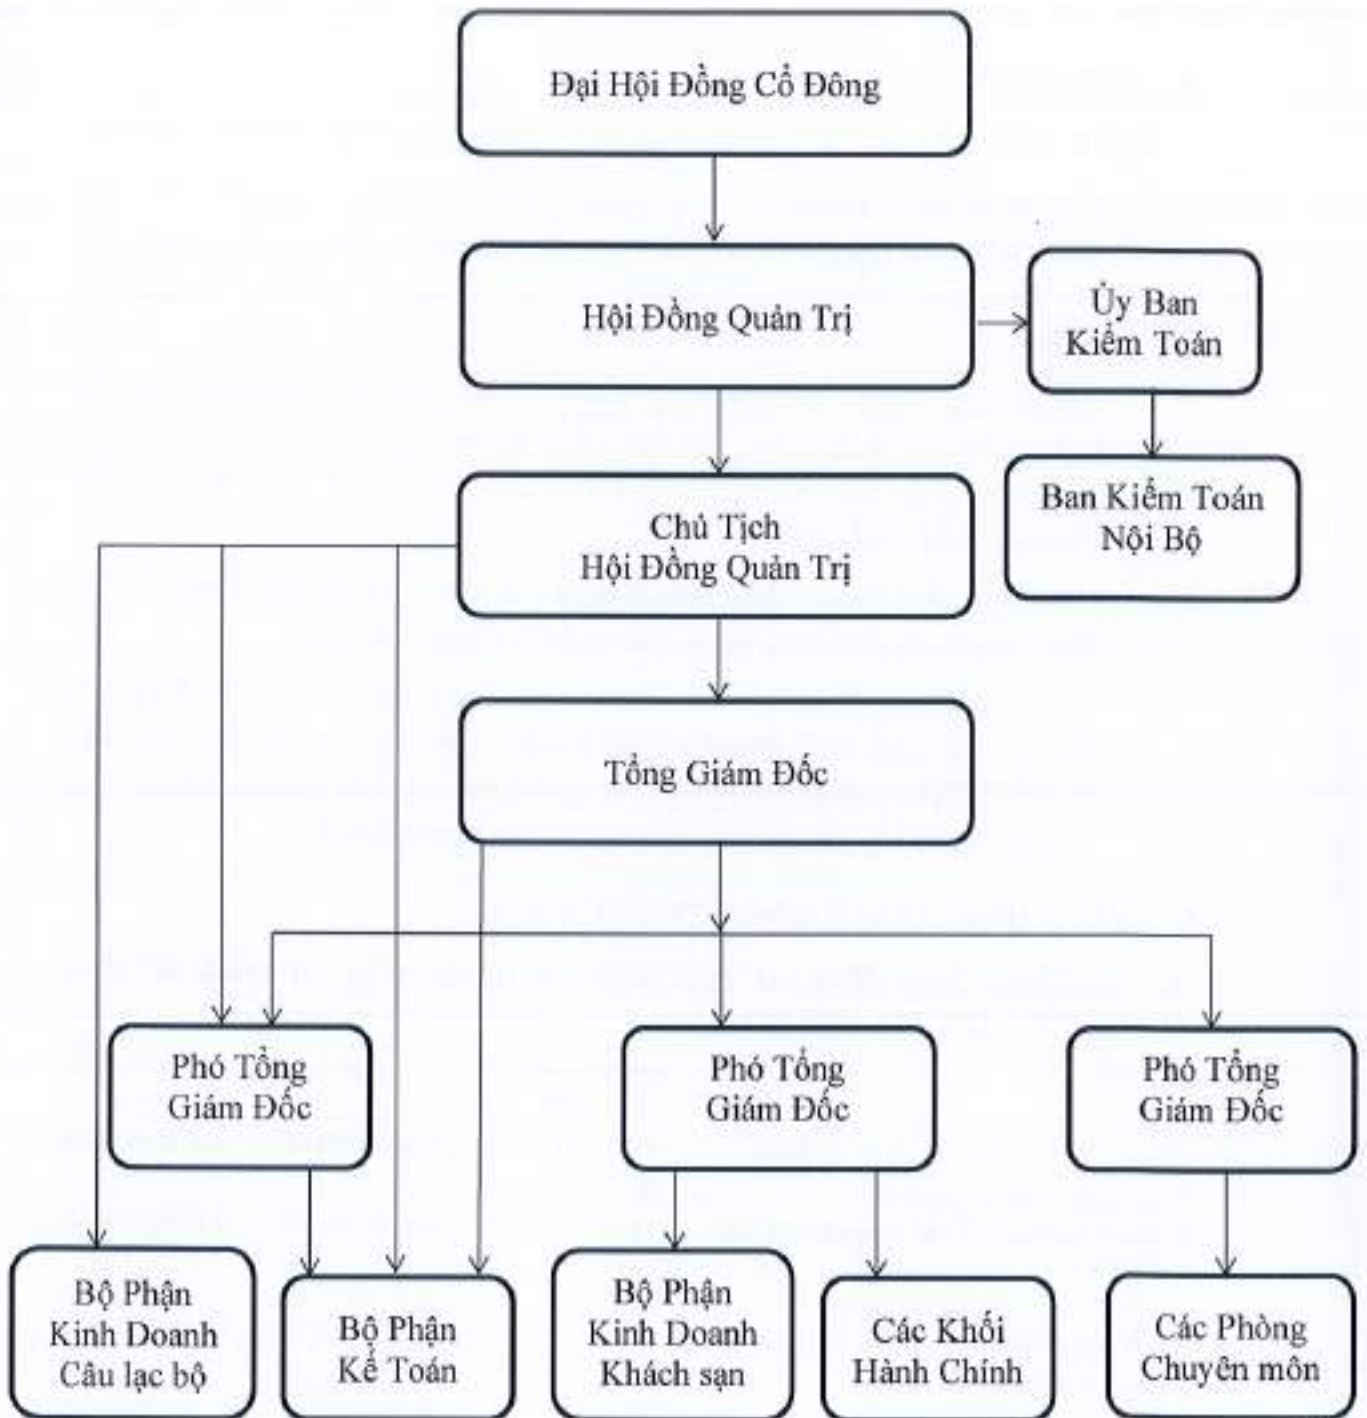 Đại Hội Đồng Cổ Đông
Hội Đồng Quản Trị
Ủy Ban
Kiểm Toán
Ban Kiểm Toán
Nội Bộ
Chủ Tịch
Hội Đồng Quản Trị
Tổng Giám Đốc
Phó Tổng
Giám Đốc
Phó Tổng
Giám Đốc
Phó Tổng
Giám Đốc
Bộ Phận
Kinh Doanh
Câu lạc bộ
Bộ Phận
Kế Toán
Bộ Phận
Kinh Doanh
Khách sạn
Các Khối
Hành Chính
Các Phòng
Chuyên môn